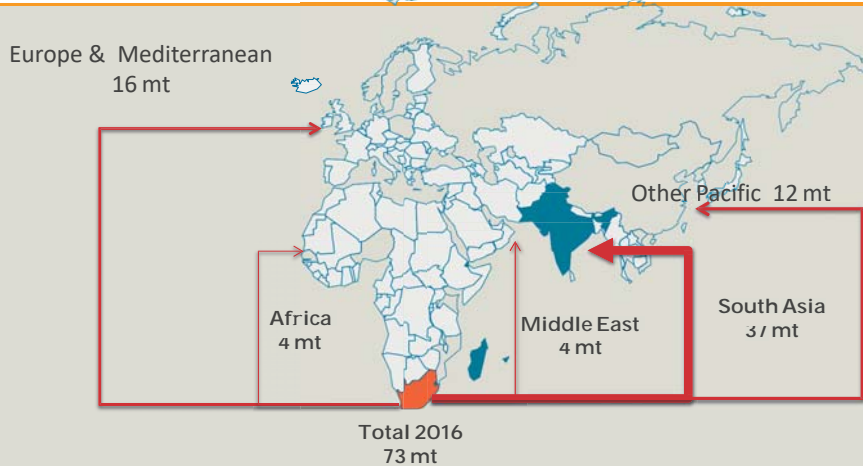 Europe & Mediterranean
16 mt
Other Pacific 12 mt
South Asia
37 mt
Africa
4 mt
Middle East
4 mt
Total 2016
73 mt